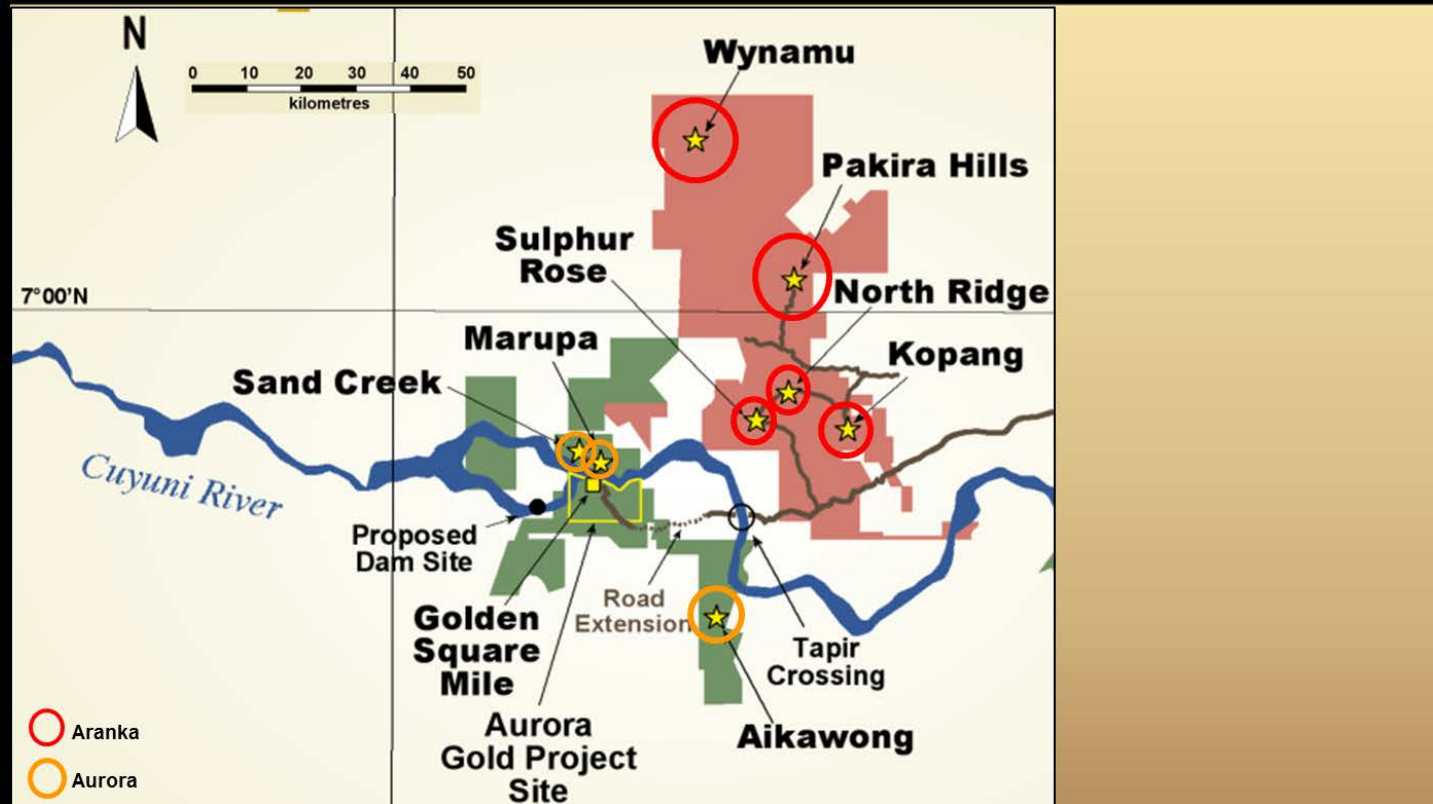 N
0 10 20 30 40 50
kilometres
Wynamu
Pakira Hills
Sulphur
Rose
7°00'N
North Ridge
Marupa
Kopang
Sand Creek
Cuyuni River
Proposed
Dam Site
Road
Extension
Golden
Square
Mile
Tapir
Crossing
Aurora
Gold Project
Site
Aikawong
Aranka
Aurora